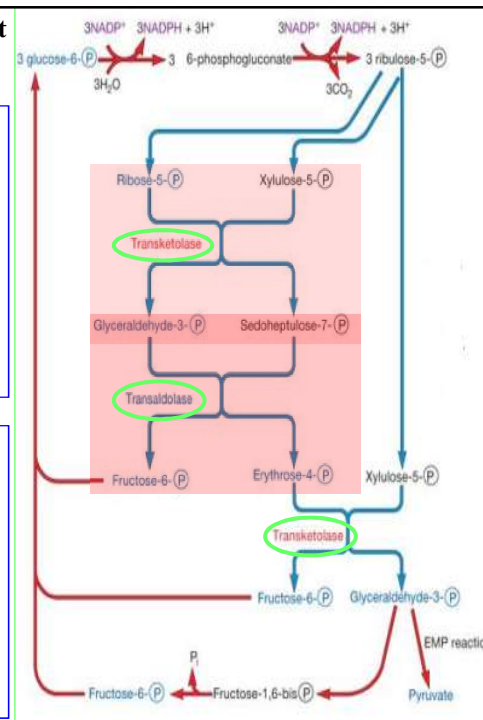 t
3NADP⁺ 3NADPH + 3H⁺ 3NADP⁺ 3NADPH + 3H⁺
3 glucose-6-Ⓟ 3 6-phosphogluconate 3 ribulose-5-Ⓟ
3H₂O 3CO₂
Ribose-5-Ⓟ Xylulose-5-Ⓟ
Transketolase
Glyceraldehyde-3-Ⓟ Sedoheptulose-7-Ⓟ
Transaldolase
Fructose-6-Ⓟ Erythrose-4-Ⓟ Xylulose-5-Ⓟ
Transketolase
Fructose-6-Ⓟ Glyceraldehyde-3-Ⓟ
EMP reactio
Pᵢ
Fructose-6-Ⓟ Fructose-1,6-bisⓅ Pyruvate